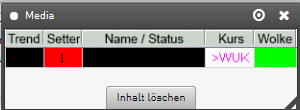 Media
Trend Setter Name / Status Kurs Wolke
1 >WUK
Inhalt löschen